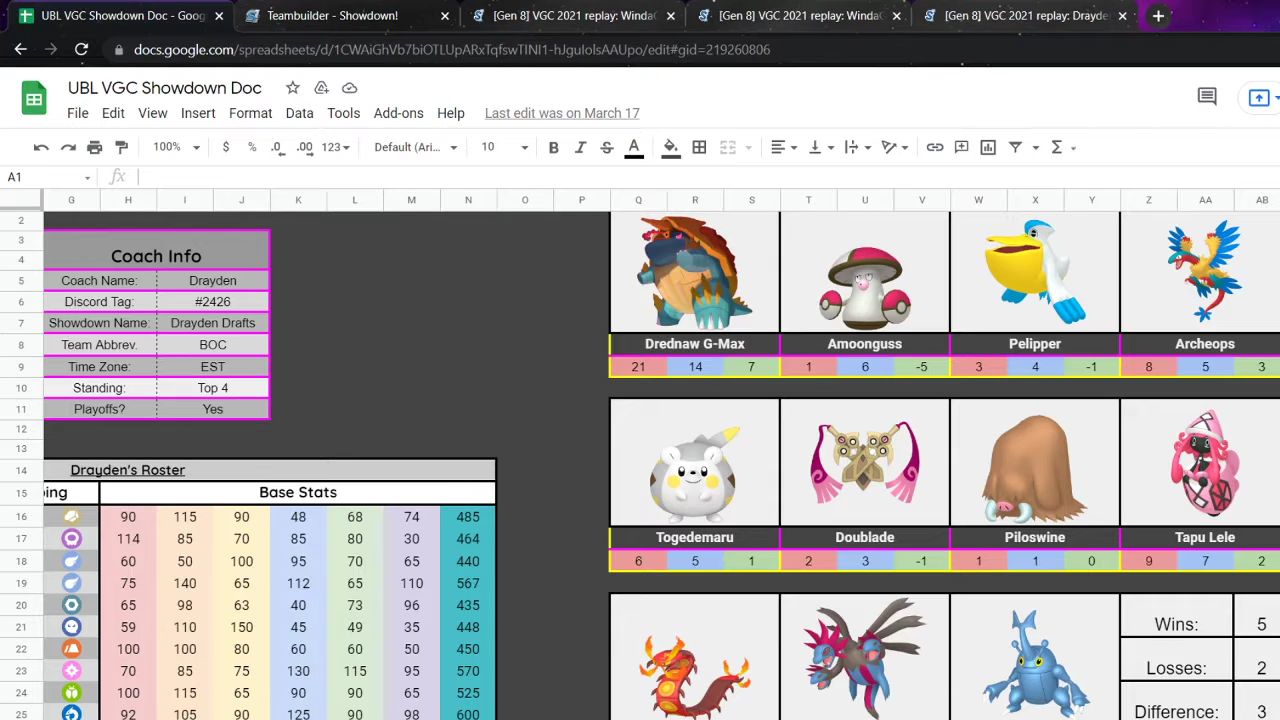 UBL VGC Showdown Doc - Goog
Teambuilder - Showdown!
[Gen 8] VGC 2021 replay: Winda
[Gen 8] VGC 2021 replay: Winda
[Gen 8] VGC 2021 replay: Drayde
UBL VGC Showdown Doc
File Edit View Insert Format Data Tools Add-ons Help Last edit was on March 17
100% $ % .0 .00 123 Default (Ari... 10 B I S A
A1 fx
G H I J K L M N O P Q R S T U V W X Y Z AA AB
2
3
4 Coach Info
5 Coach Name: Drayden
6 Discord Tag: #2426
7 Showdown Name: Drayden Drafts
8 Team Abbrev. BOC Drednaw G-Max Amoonguss Pelipper Archeops
9 Time Zone: EST 21 14 7 1 6 -5 3 4 -1 8 5 3
10 Standing: Top 4
11 Playoffs? Yes
12
13
14 Drayden's Roster
15 ping Base Stats
16 90 115 90 48 68 74 485
17 114 85 70 85 80 30 464 Togedemaru Doublade Piloswine Tapu Lele
18 60 50 100 95 70 65 440 6 5 1 2 3 -1 1 1 0 9 7 2
19 75 140 65 112 65 110 567
20 65 98 63 40 73 96 435
21 59 110 150 45 49 35 448 Wins: 5
22 100 100 80 60 60 50 450
23 70 85 75 130 115 95 570 Losses: 2
24 100 115 65 90 90 65 525
25 92 105 90 125 90 98 600 Difference: 3